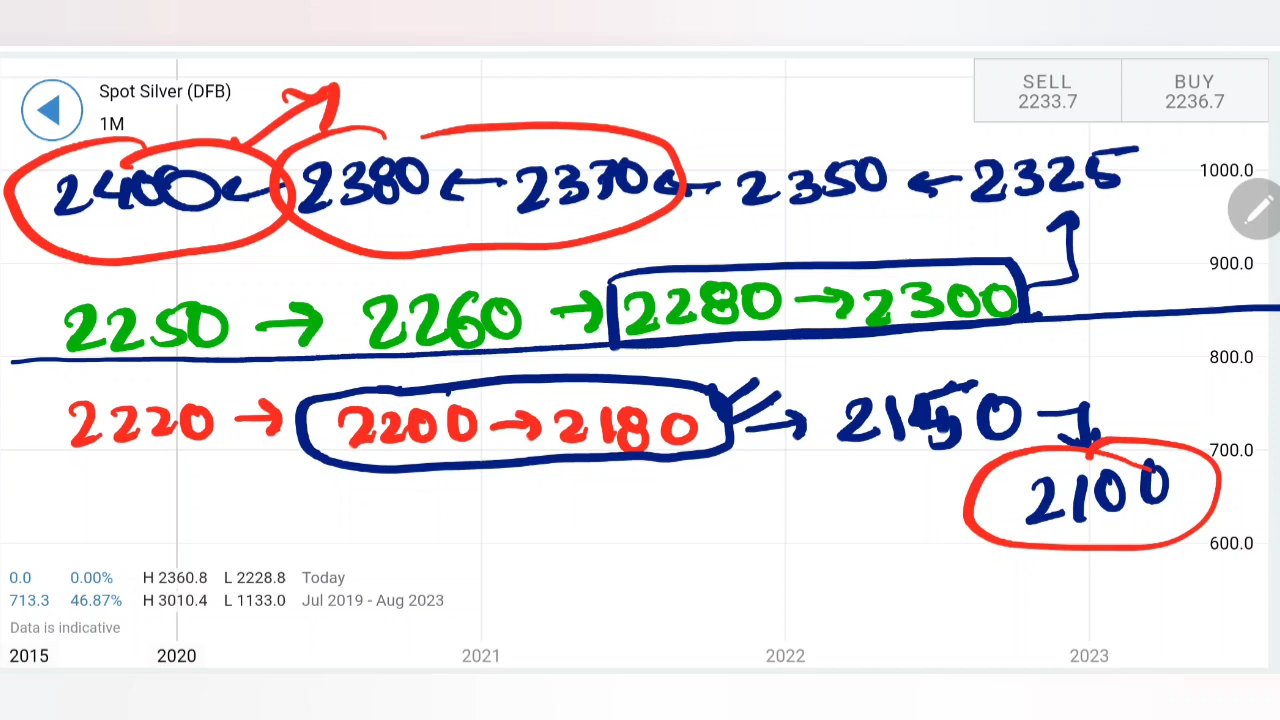 Spot Silver (DFB)
1M
SELL
2233.7
BUY
2236.7
2400 ← 2380 ← 2370 ← 2350 ← 2325
1000.0
900.0
2250 → 2260 → 2280 → 2300
800.0
2220 → 2200 → 2180 → 2150
700.0
2100
600.0
0.0 0.00% H 2360.8 L 2228.8 Today
713.3 46.87% H 3010.4 L 1133.0 Jul 2019 - Aug 2023
Data is indicative
2015 2020 2021 2022 2023